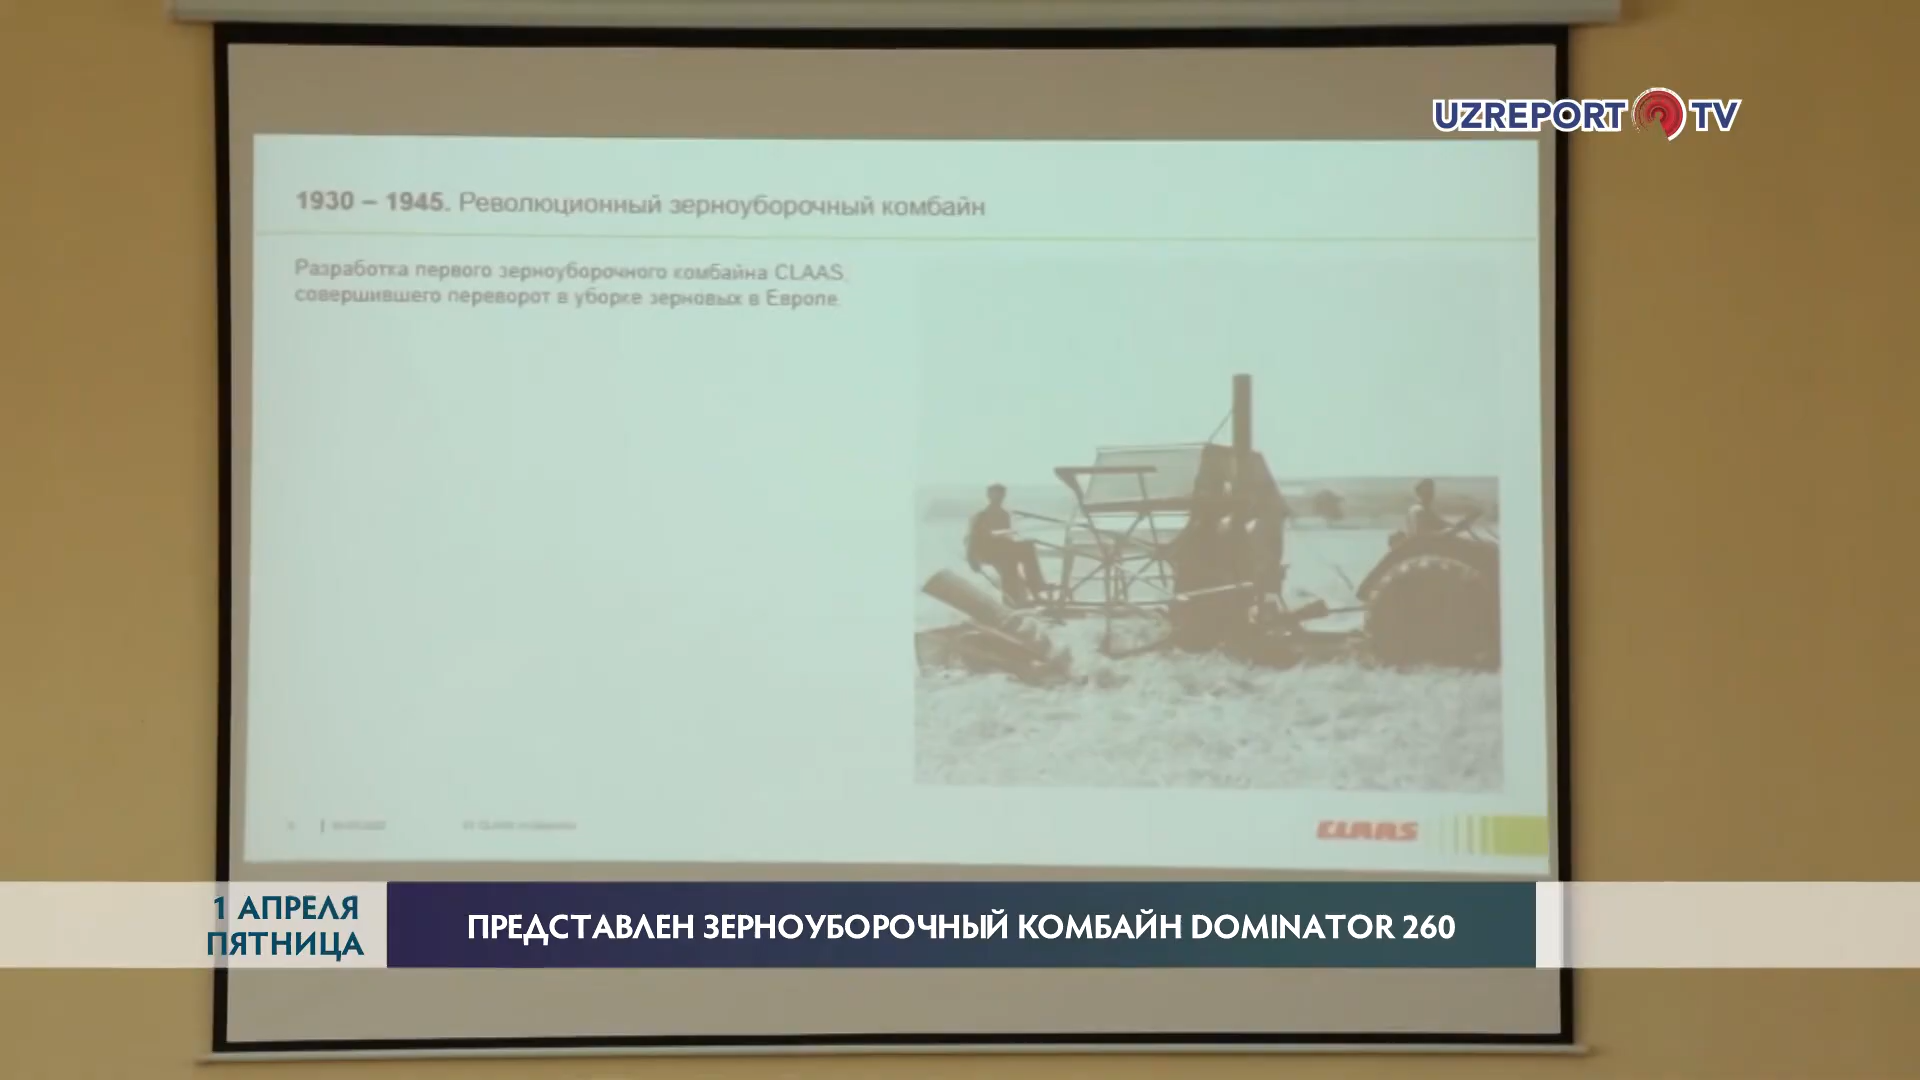 UZREPORT TV
1930 – 1945. Революционный зерноуборочный комбайн
Разработка первого зерноуборочного комбайна CLAAS,
совершившего переворот в уборке зерновых в Европе
CLAAS
1 АПРЕЛЯ
ПЯТНИЦА
ПРЕДСТАВЛЕН ЗЕРНОУБОРОЧНЫЙ КОМБАЙН DOMINATOR 260